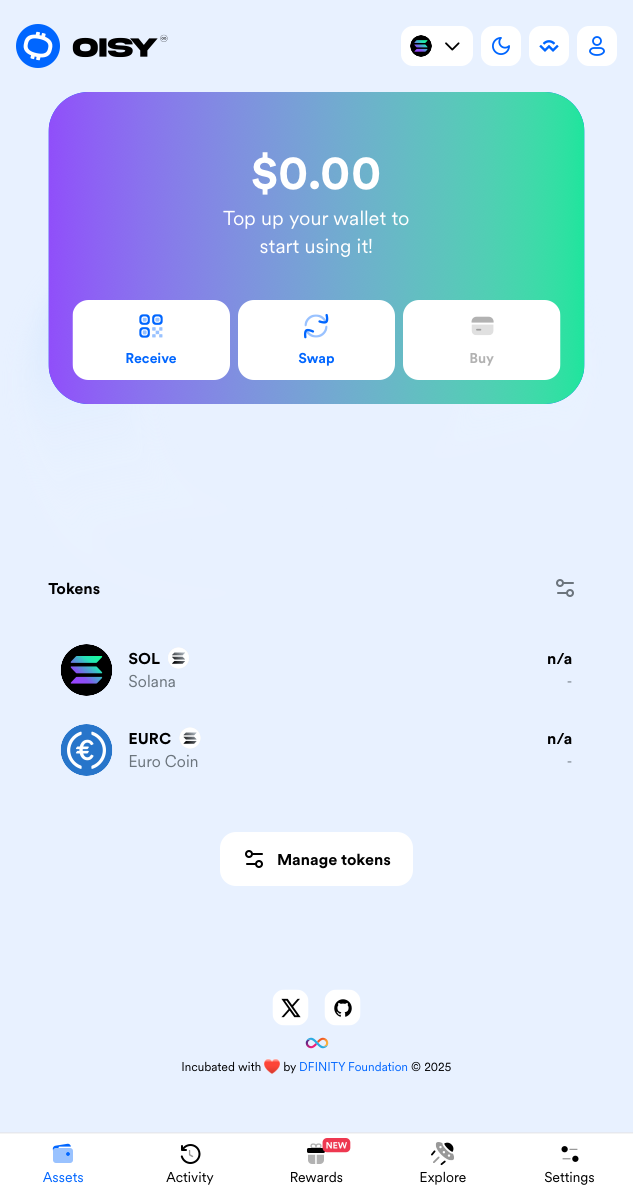 OISY
$0.00
Top up your wallet to
start using it!
Receive
Swap
Buy
Tokens
SOL
n/a
Solana
-
EURC
n/a
Euro Coin
-
Manage tokens
Incubated with ❤️ by DFINITY Foundation © 2025
NEW
Assets
Activity
Rewards
Explore
Settings